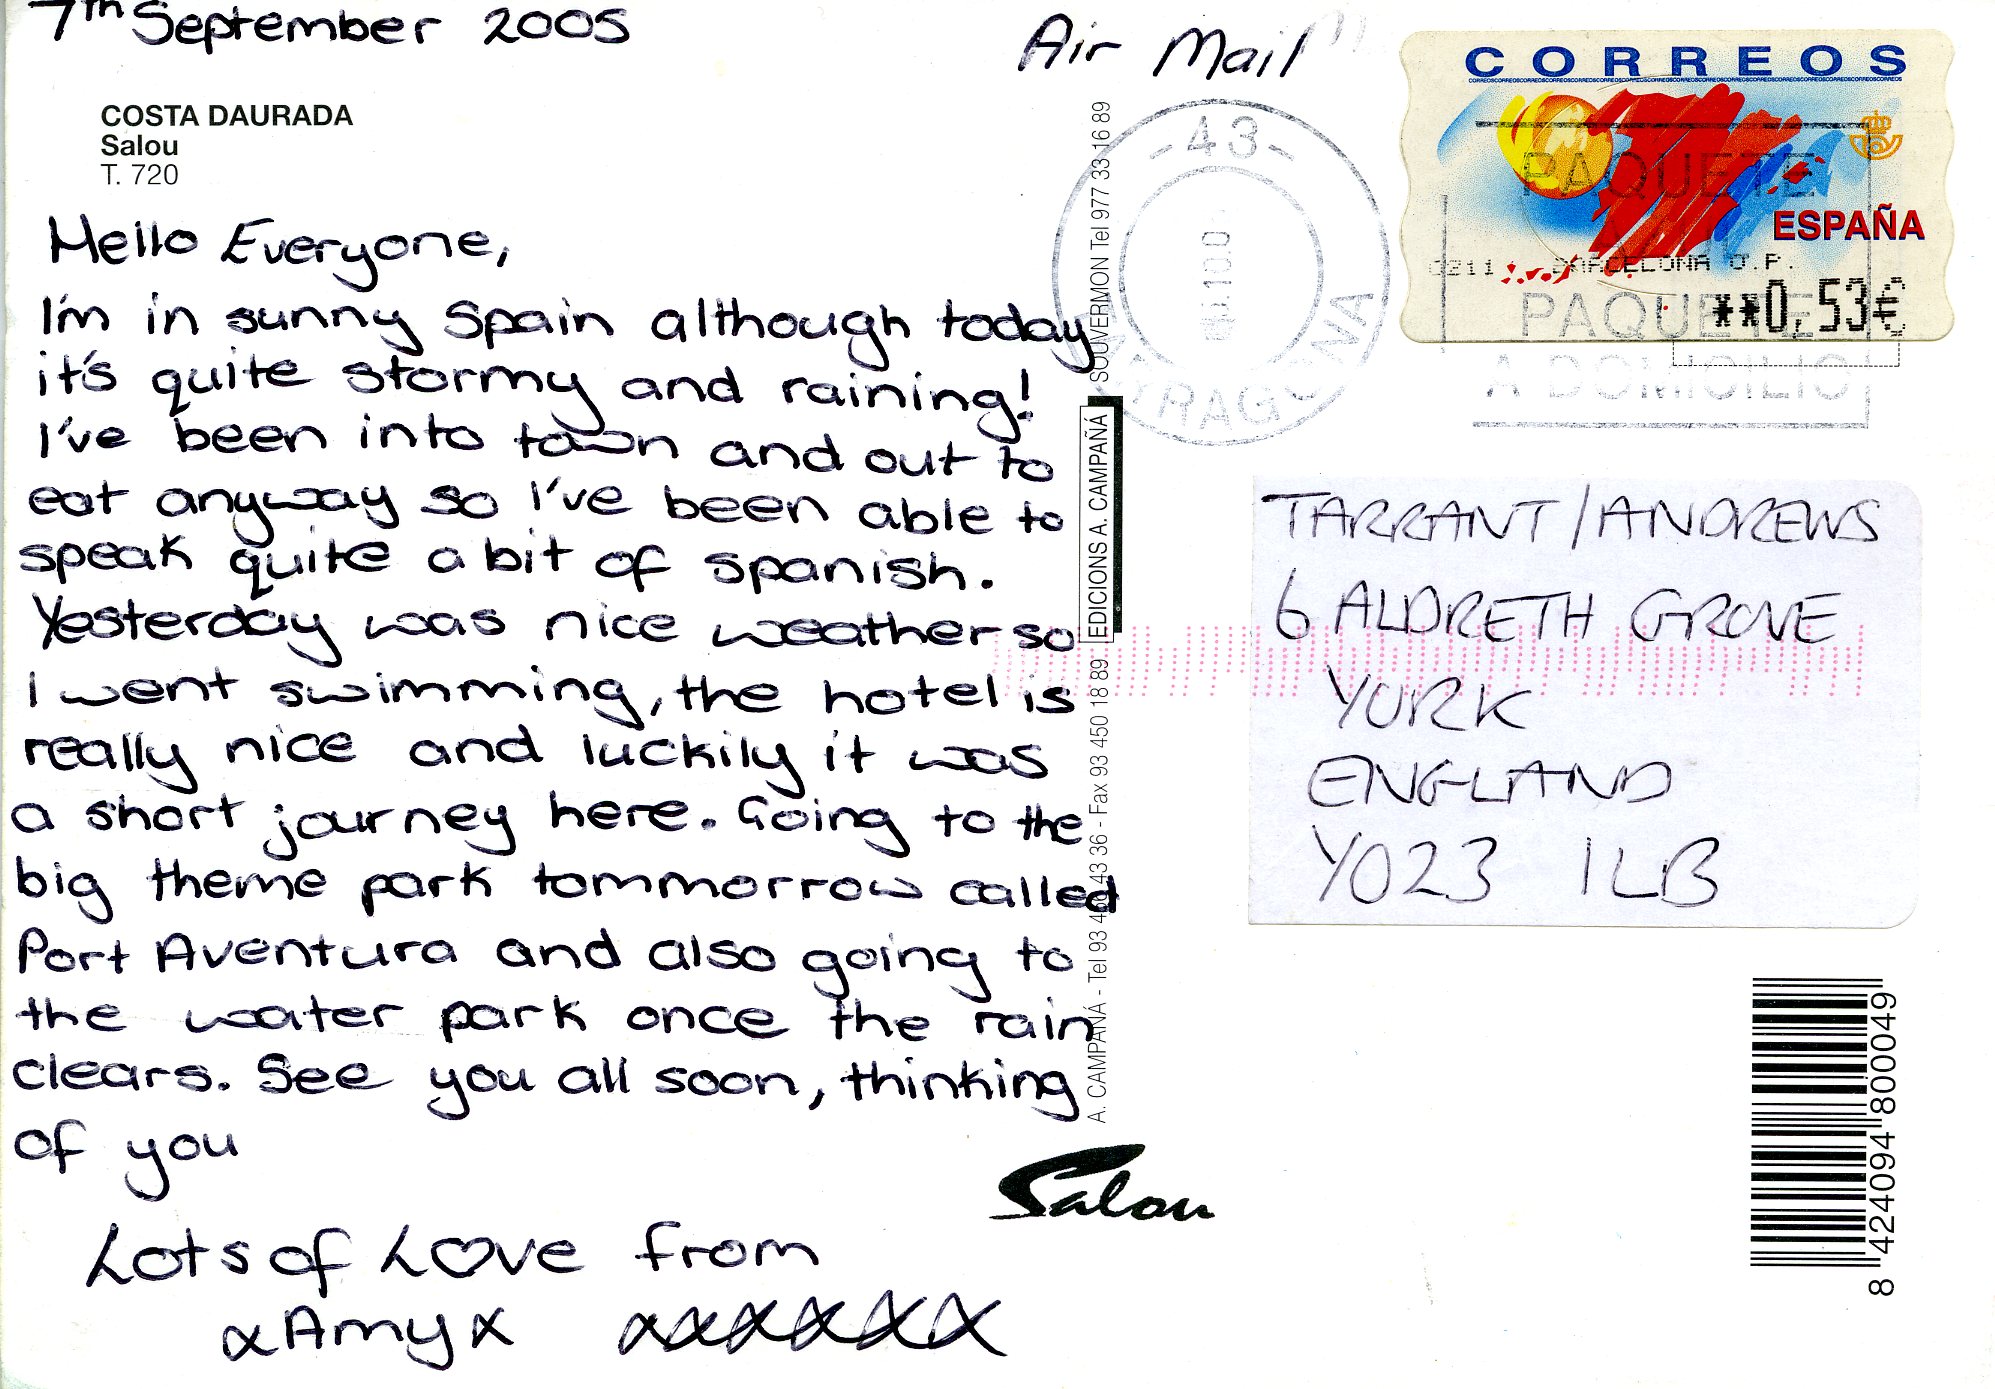 7th September 2005
Air Mail
COSTA DAURADA
Salou
T. 720
Hello Everyone,
I'm in sunny Spain although today
it's quite stormy and raining!
I've been into town and out to
eat anyway so I've been able to
speak quite a bit of spanish.
Yesterday was nice weather so
I went swimming, the hotel is
really nice and luckily it was
a short journey here. Going to the
big theme park tommorrow called
Port Aventura and also going to
the water park once the rain
clears. See you all soon, thinking
of you
Lots of Love from
x Amy x xxxxxx
A. CAMPAÑÁ - Tel 93 450 43 36 - Fax 93 450 18 89 EDICIONS A. CAMPAÑÁ SOUVERMON Tel 977 33 16 89
Salou
-43-
TARRAGONA
CORREOS
ESPAÑA
0211 BARCELONA O.P.
**0,53€
PAQUETE
AZUL
PAQUETE
A DOMICILIO
TARRANT / ANDREWS
6 ALDRETH GROVE
YORK
ENGLAND
YO23 1LB
8 424094 800049